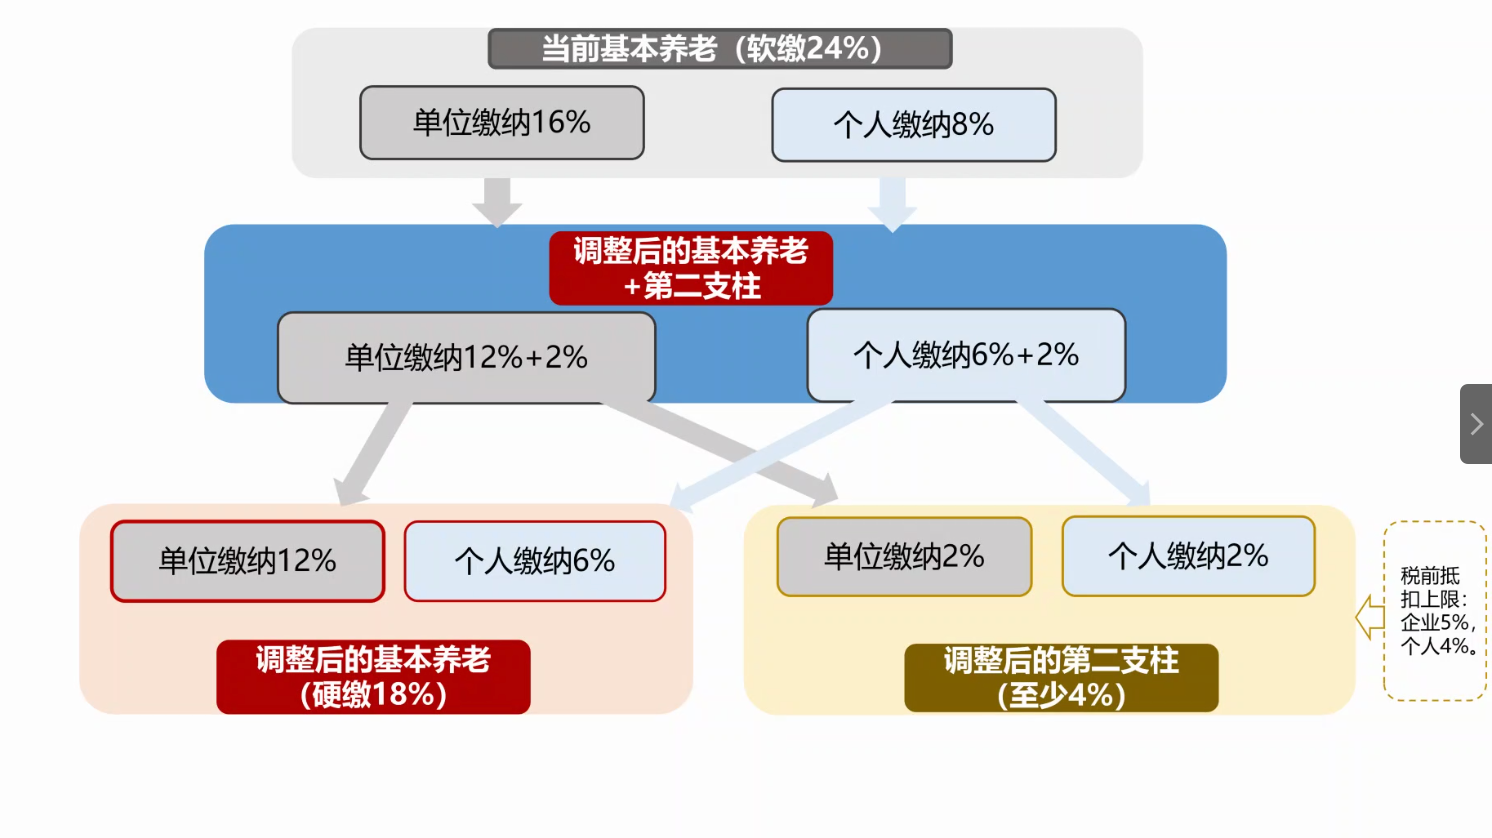 当前基本养老（软缴24%）
单位缴纳16%
个人缴纳8%
调整后的基本养老
+第二支柱
单位缴纳12%+2%
个人缴纳6%+2%
单位缴纳12%
个人缴纳6%
调整后的基本养老
（硬缴18%）
单位缴纳2%
个人缴纳2%
调整后的第二支柱
（至少4%）
税前抵
扣上限：
企业5%，
个人4%。